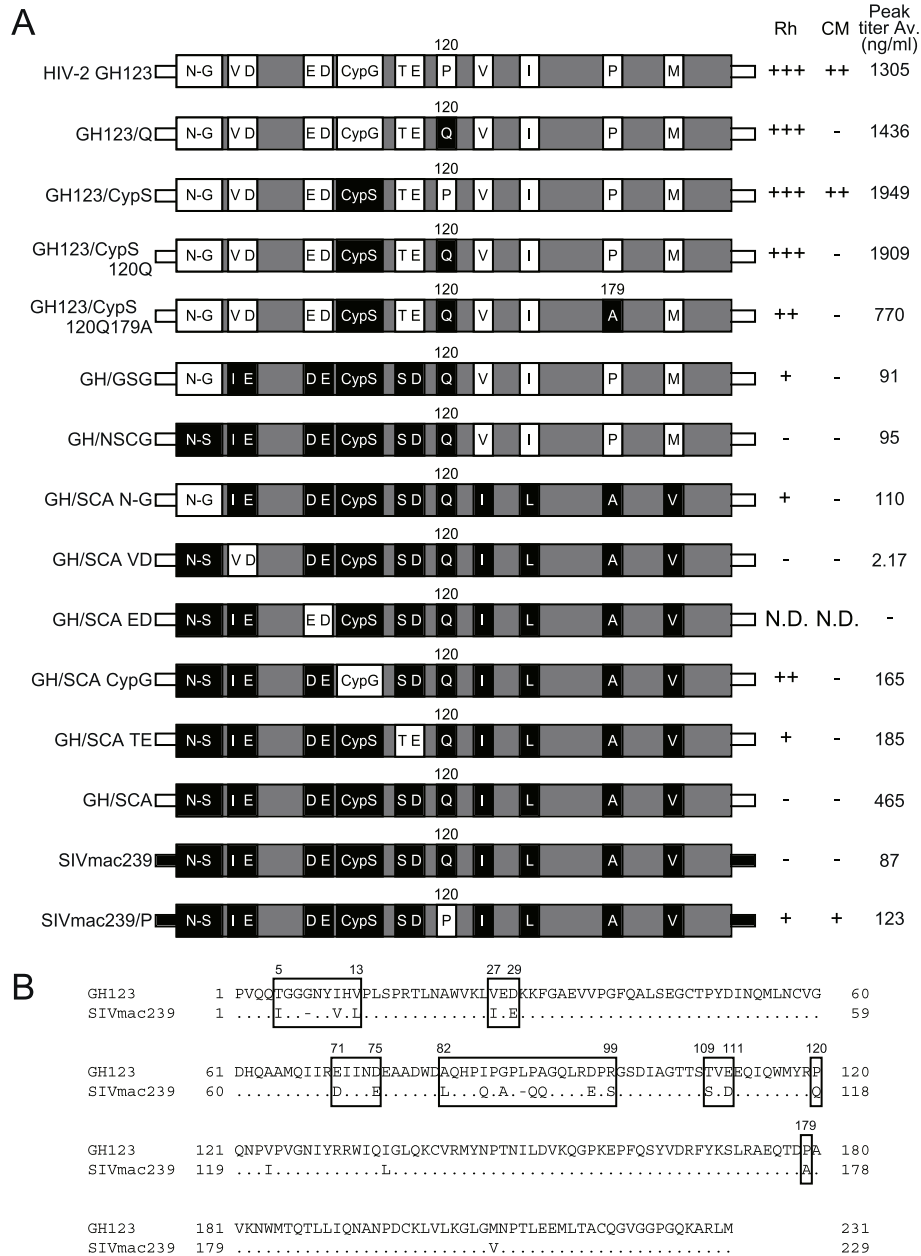 A
Rh CM Peak titer Av. (ng/ml)
120
HIV-2 GH123 N-G V D E D CypG T E P V I P M +++ ++ 1305
120
GH123/Q N-G V D E D CypG T E Q V I P M +++ - 1436
120
GH123/CypS N-G V D E D CypS T E P V I P M +++ ++ 1949
120
GH123/CypS 120Q N-G V D E D CypS T E Q V I P M +++ - 1909
120 179
GH123/CypS 120Q179A N-G V D E D CypS T E Q V I A M ++ - 770
120
GH/GSG N-G I E D E CypS S D Q V I P M + - 91
120
GH/NSCG N-S I E D E CypS S D Q V I P M - - 95
120
GH/SCA N-G N-G I E D E CypS S D Q I L A V + - 110
120
GH/SCA VD N-S V D D E CypS S D Q I L A V - - 2.17
120
GH/SCA ED N-S I E E D CypS S D Q I L A V N.D. N.D. -
120
GH/SCA CypG N-S I E D E CypG S D Q I L A V ++ - 165
120
GH/SCA TE N-S I E D E CypS T E Q I L A V + - 185
120
GH/SCA N-S I E D E CypS S D Q I L A V - - 465
120
SIVmac239 N-S I E D E CypS S D Q I L A V - - 87
120
SIVmac239/P N-S I E D E CypS S D P I L A V + + 123
B
5 13 27 29
GH123 1 PVQQTGGGNYIHVPLSPRTLNAWVKLVEDKKFGAEVVPGFQALSEGCTPYDINQMLNCVG 60
SIVmac239 1 ....I..-..V.L.............I.E............................... 59
71 75 82 99 109 111 120
GH123 61 DHQAAMQIIREIINDEAADWDAQHPIPGPLPAGQLRDPRGSDIAGTTSTVEEQIQWMYRP 120
SIVmac239 60 ..........D...E......L...Q.A.-QQ....E.S.........S.D........Q 118
179
GH123 121 QNPVPVGNIYRRWIQIGLQKCVRMYNPTNILDVKQGPKEPFQSYVDRFYKSLRAEQTDPA 180
SIVmac239 119 ....I...........L.........................................A. 178
GH123 181 VKNWMTQTLLIQNANPDCKLVLKGLGMNPTLEEMLTACQGVGGPGQKARLM 231
SIVmac239 179 ..........................V........................ 229